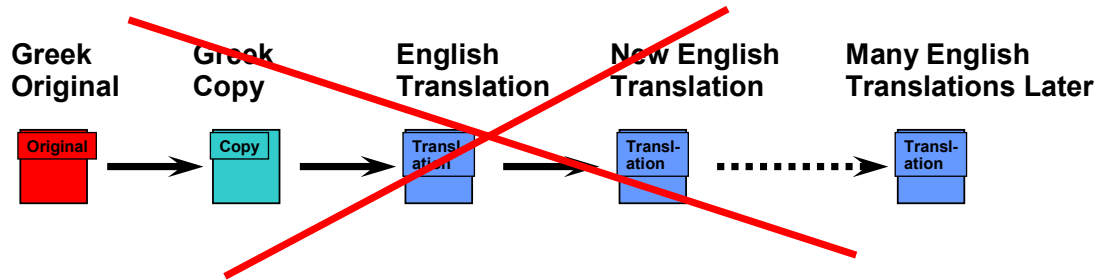 Greek
Original
Greek
Copy
English
Translation
New English
Translation
Many English
Translations Later
Original
Copy
Transl-
ation
Transl-
ation
Transl-
ation